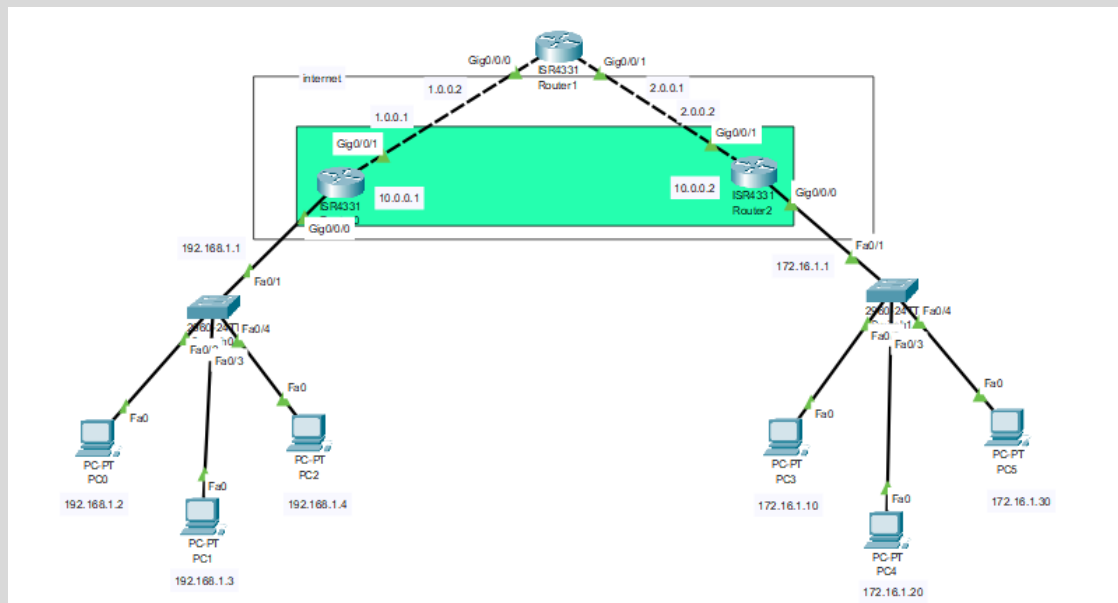 Gig0/0/0
Gig0/0/1
ISR4331
Router1
internet
1.0.0.2
2.0.0.1
1.0.0.1
2.0.0.2
Gig0/0/1
Gig0/0/1
10.0.0.1
10.0.0.2
ISR4331
ISR4331
Router2
Gig0/0/0
Gig0/0/0
192.168.1.1
Fa0/1
172.16.1.1
Fa0/1
Fa0/4
Fa0/3
Fa0/4
Fa0/3
Fa0
Fa0
PC-PT
PC0
192.168.1.2
Fa0
PC-PT
PC1
192.168.1.3
PC-PT
PC2
192.168.1.4
Fa0
PC-PT
PC3
172.16.1.10
Fa0
PC-PT
PC4
172.16.1.20
Fa0
PC-PT
PC5
172.16.1.30